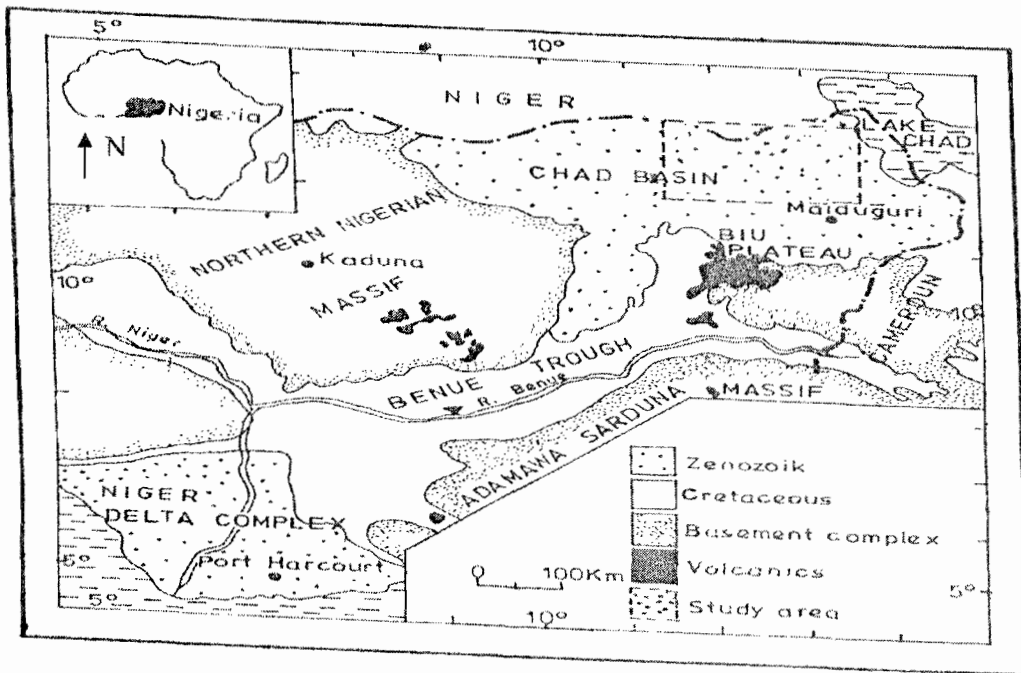 5°
10°
Nigeria
N
NIGER
LAKE
CHAD
CHAD BASIN
Maiduguri
NORTHERN NIGERIAN
MASSIF
Kaduna
BIU
PLATEAU
10°
10°
CAMEROUN
R. Niger
BENUE TROUGH
R. Benue
ADAMAWA SARDUNA MASSIF
NIGER
DELTA COMPLEX
Port Harcourt
5°
5°
5°
10°
0 100Km
Zenozoik
Cretaceous
Basement complex
Volcanics
Study area